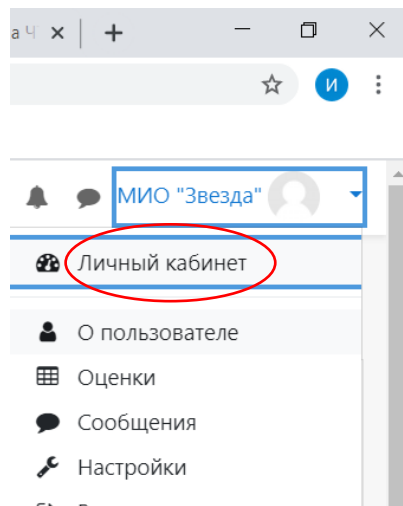 а Ч
И
МИО "Звезда"
Личный кабинет
О пользователе
Оценки
Сообщения
Настройки